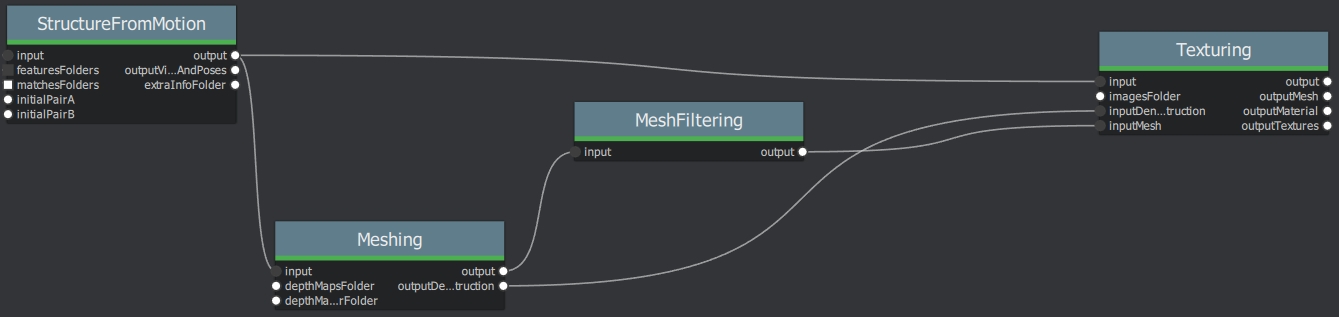 StructureFromMotion
input output
featuresFolders outputVi...AndPoses
matchesFolders extraInfoFolder
initialPairA
initialPairB
Meshing
input output
depthMapsFolder outputDe...truction
depthMa...rFolder
MeshFiltering
input output
Texturing
input output
imagesFolder outputMesh
inputDen...truction outputMaterial
inputMesh outputTextures